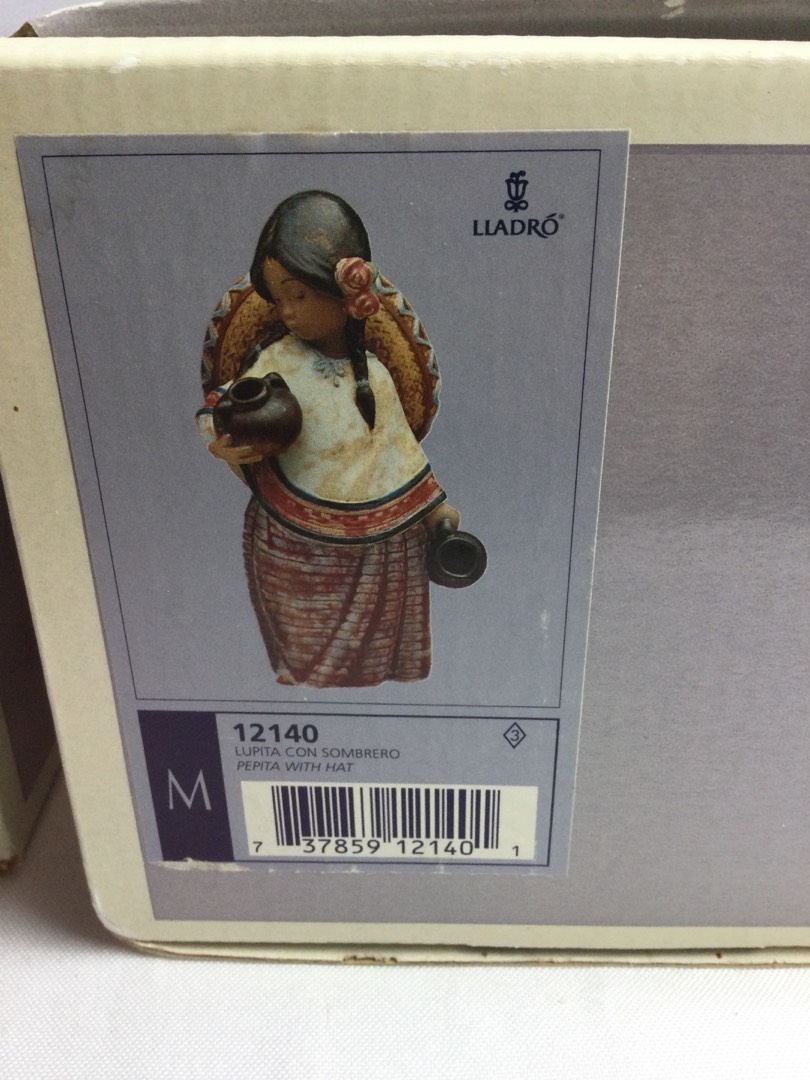 LLADRÓ®
12140
LUPITA CON SOMBRERO
PEPITA WITH HAT
3
M
7 37859 12140 1